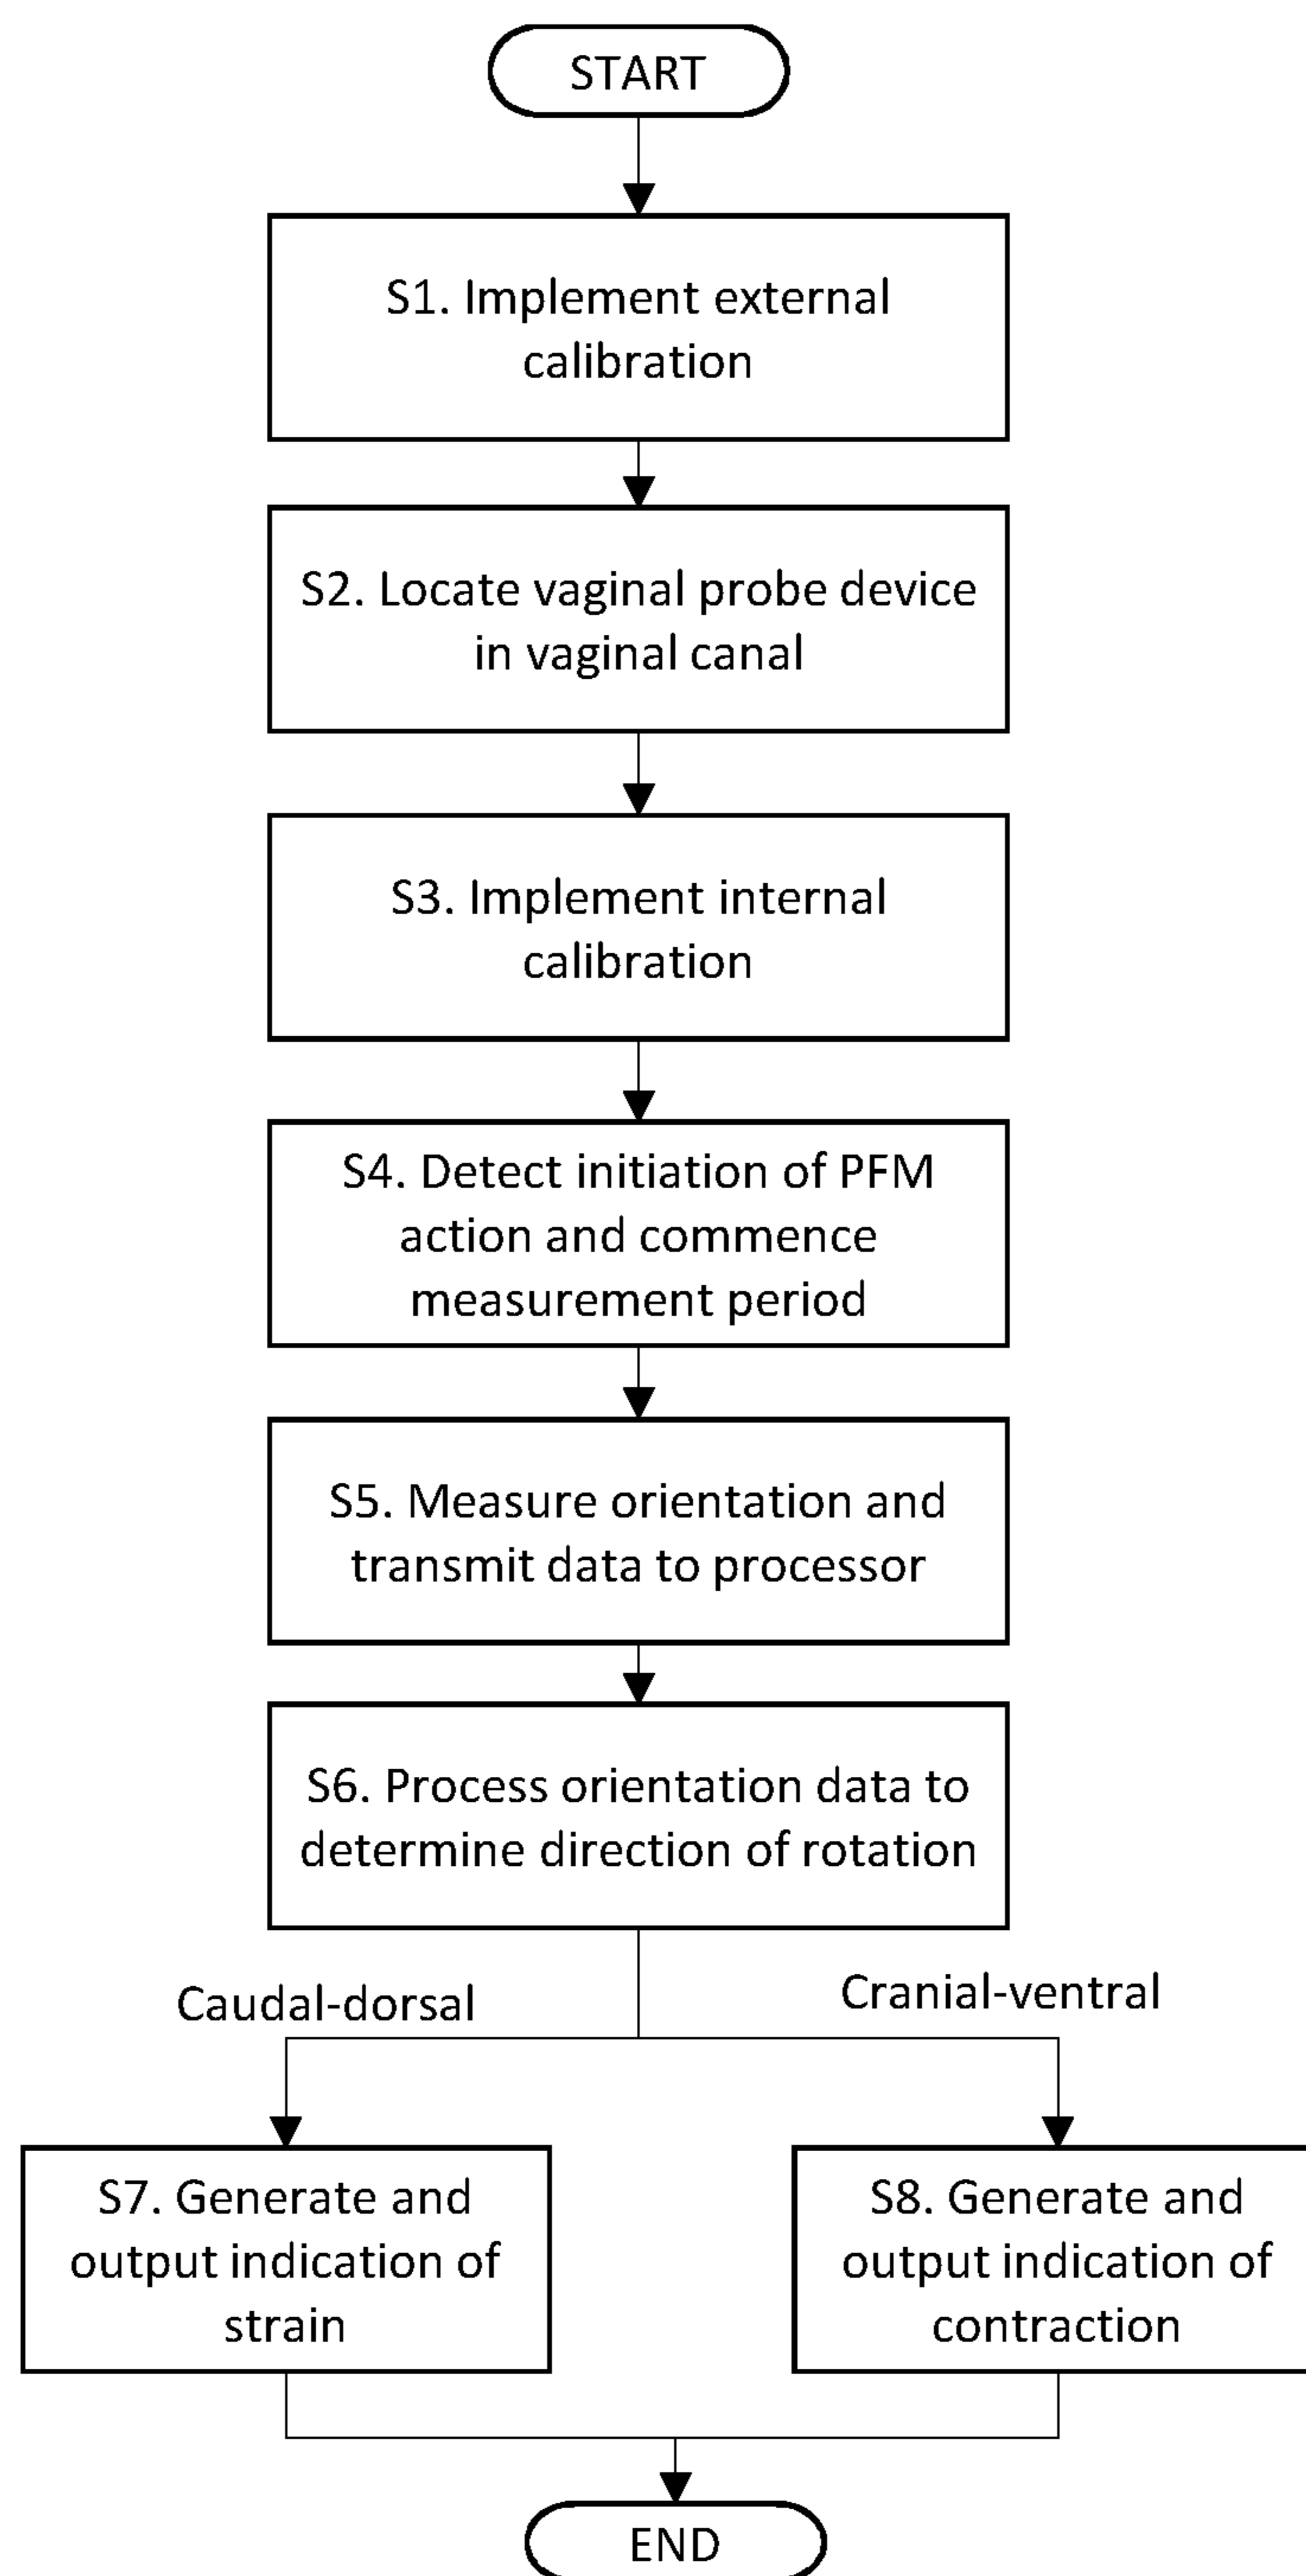 START
S1. Implement external
calibration
S2. Locate vaginal probe device
in vaginal canal
S3. Implement internal
calibration
S4. Detect initiation of PFM
action and commence
measurement period
S5. Measure orientation and
transmit data to processor
S6. Process orientation data to
determine direction of rotation
Caudal-dorsal
Cranial-ventral
S7. Generate and
output indication of
strain
S8. Generate and
output indication of
contraction
END